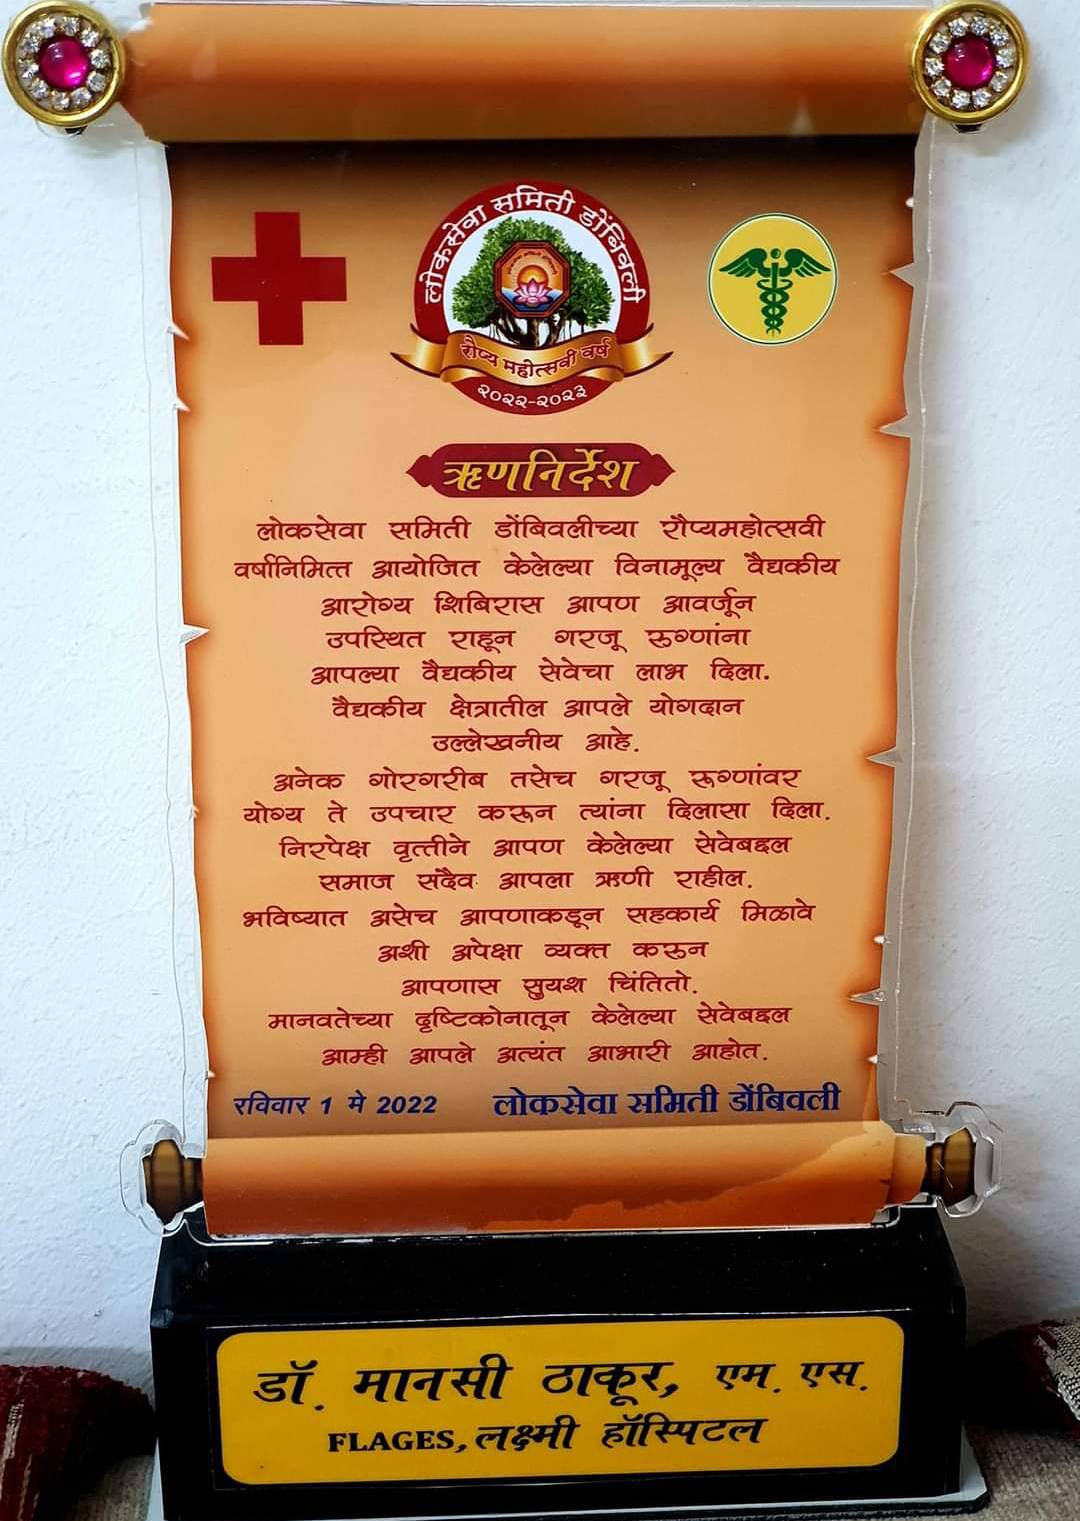 लोकसेवा समिती डोंबिवली
रौप्य महोत्सवी वर्ष
२०२२-२०२३
ऋणनिर्देश
लोकसेवा समिती डोंबिवलीच्या रौप्यमहोत्सवी
वर्षानिमित्त आयोजित केलेल्या विनामूल्य वैद्यकीय
आरोग्य शिबिरास आपण आवर्जून
उपस्थित राहून गरजू रुग्णांना
आपल्या वैद्यकीय सेवेचा लाभ दिला.
वैद्यकीय क्षेत्रातील आपले योगदान
उल्लेखनीय आहे.
अनेक गोरगरीब तसेच गरजू रूग्णांवर
योग्य ते उपचार करून त्यांना दिलासा दिला.
निरपेक्ष वृत्तीने आपण केलेल्या सेवेबद्दल
समाज सदैव आपला ऋणी राहील.
भविष्यात असेच आपणाकडून सहकार्य मिळावे
अशी अपेक्षा व्यक्त करुन
आपणास सुयश चिंतितो.
मानवतेच्या दृष्टिकोनातून केलेल्या सेवेबद्दल
आम्ही आपले अत्यंत आभारी आहोत.
रविवार 1 मे 2022 लोकसेवा समिती डोंबिवली
डॉ. मानसी ठाकूर, एम. एस.
FLAGES, लक्ष्मी हॉस्पिटल